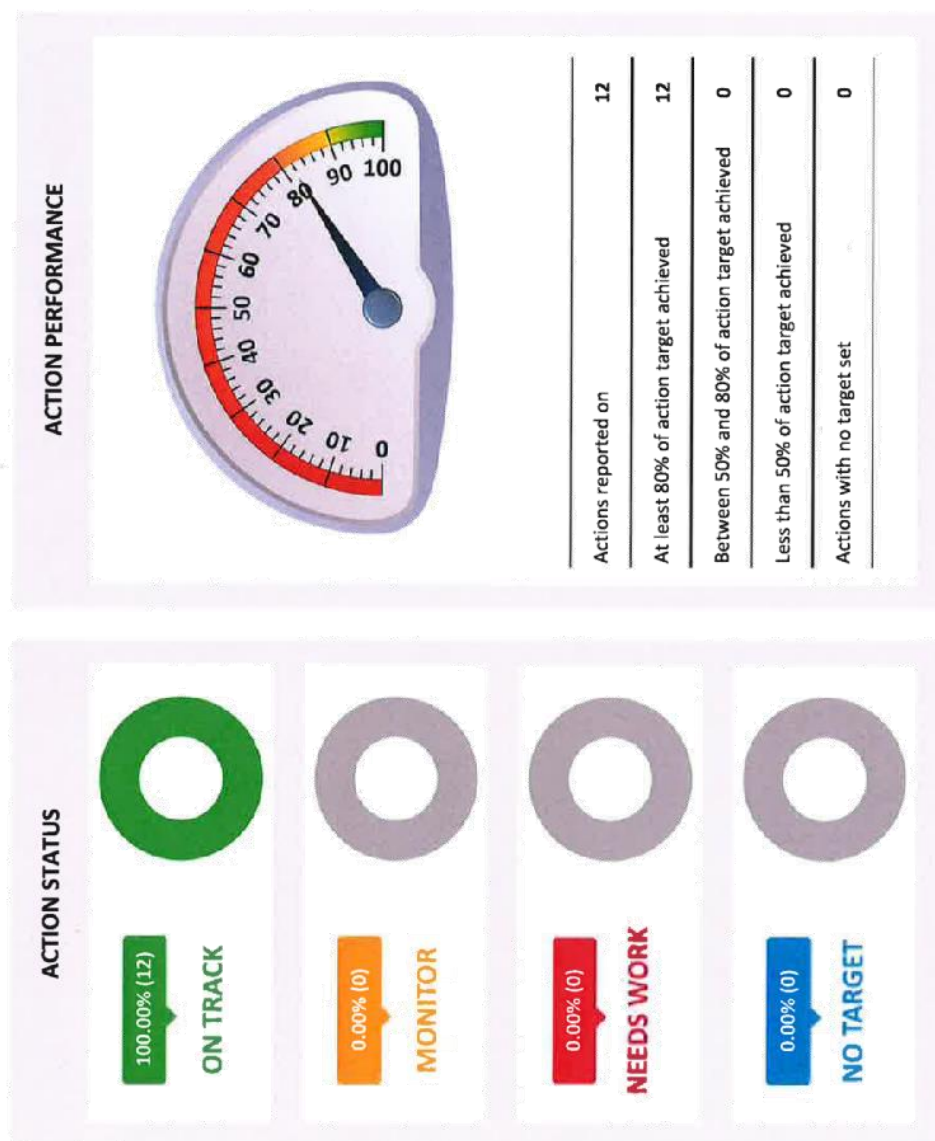 ACTION STATUS
100.00% (12)
ON TRACK
0.00% (0)
MONITOR
0.00% (0)
NEEDS WORK
0.00% (0)
NO TARGET
ACTION PERFORMANCE
0
10
20
30
40
50
60
70
80
90
100
Actions reported on 12
At least 80% of action target achieved 12
Between 50% and 80% of action target achieved 0
Less than 50% of action target achieved 0
Actions with no target set 0